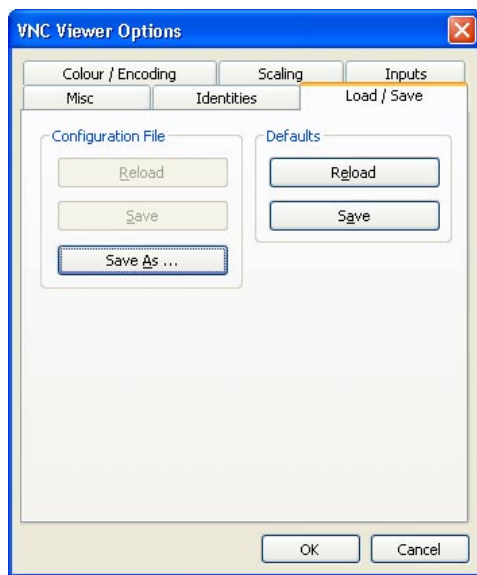 VNC Viewer Options
Colour / Encoding
Scaling
Inputs
Misc
Identities
Load / Save
Configuration File
Reload
Save
Save As ...
Defaults
Reload
Save
OK
Cancel